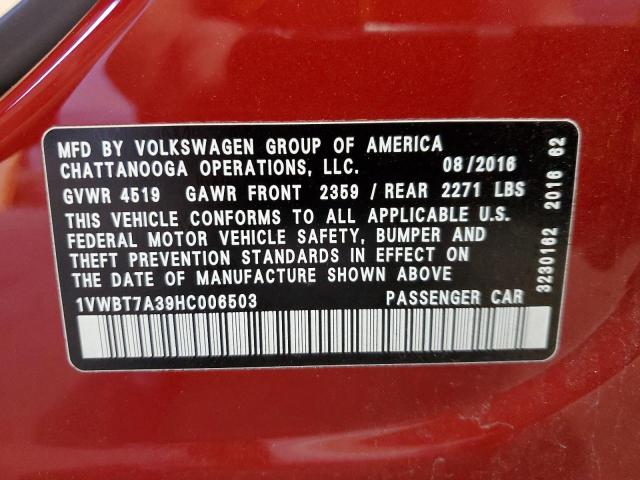 MFD BY VOLKSWAGEN GROUP OF AMERICA
CHATTANOOGA OPERATIONS, LLC. 08/2016
GVWR 4519 GAWR FRONT 2359 / REAR 2271 LBS
THIS VEHICLE CONFORMS TO ALL APPLICABLE U.S.
FEDERAL MOTOR VEHICLE SAFETY, BUMPER AND
THEFT PREVENTION STANDARDS IN EFFECT ON
THE DATE OF MANUFACTURE SHOWN ABOVE
1VWBT7A39HC006503 PASSENGER CAR
3230162 2016 62